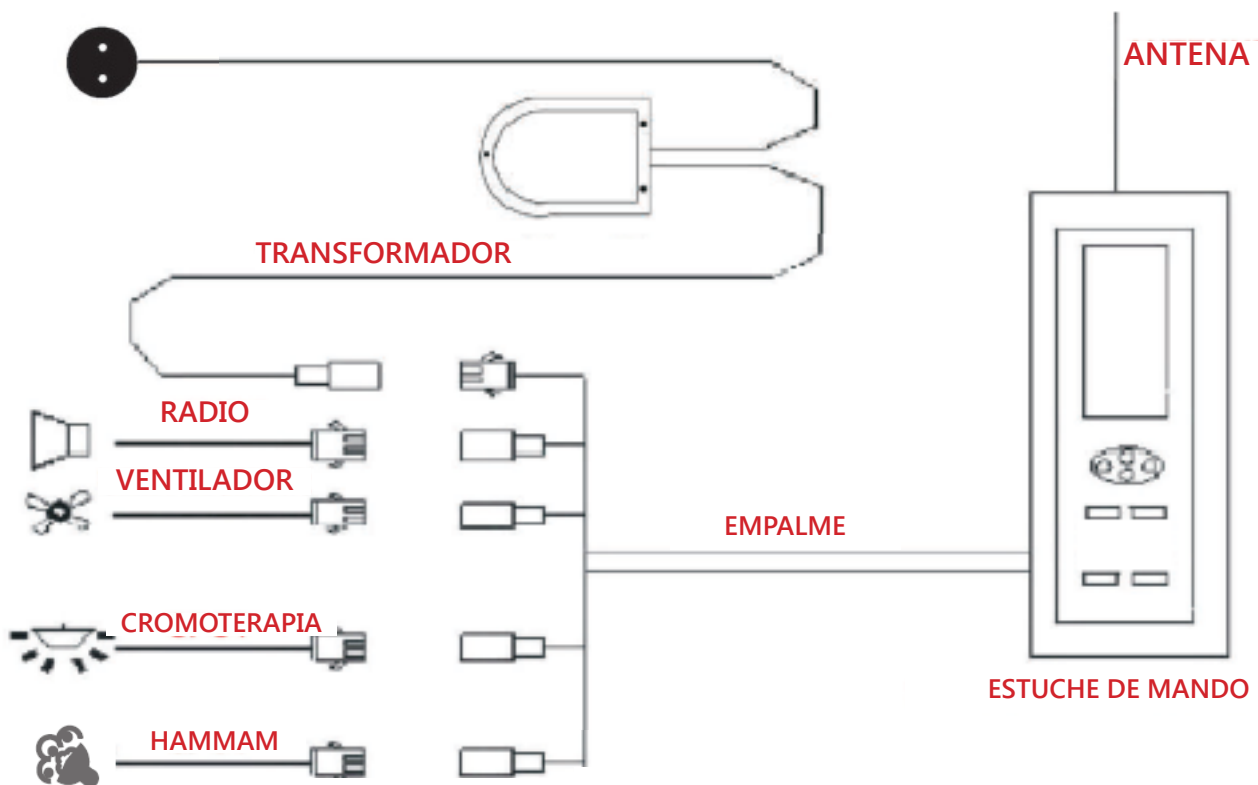 ANTENA
TRANSFORMADOR
RADIO
VENTILADOR
EMPALME
CROMOTERAPIA
ESTUCHE DE MANDO
HAMMAM